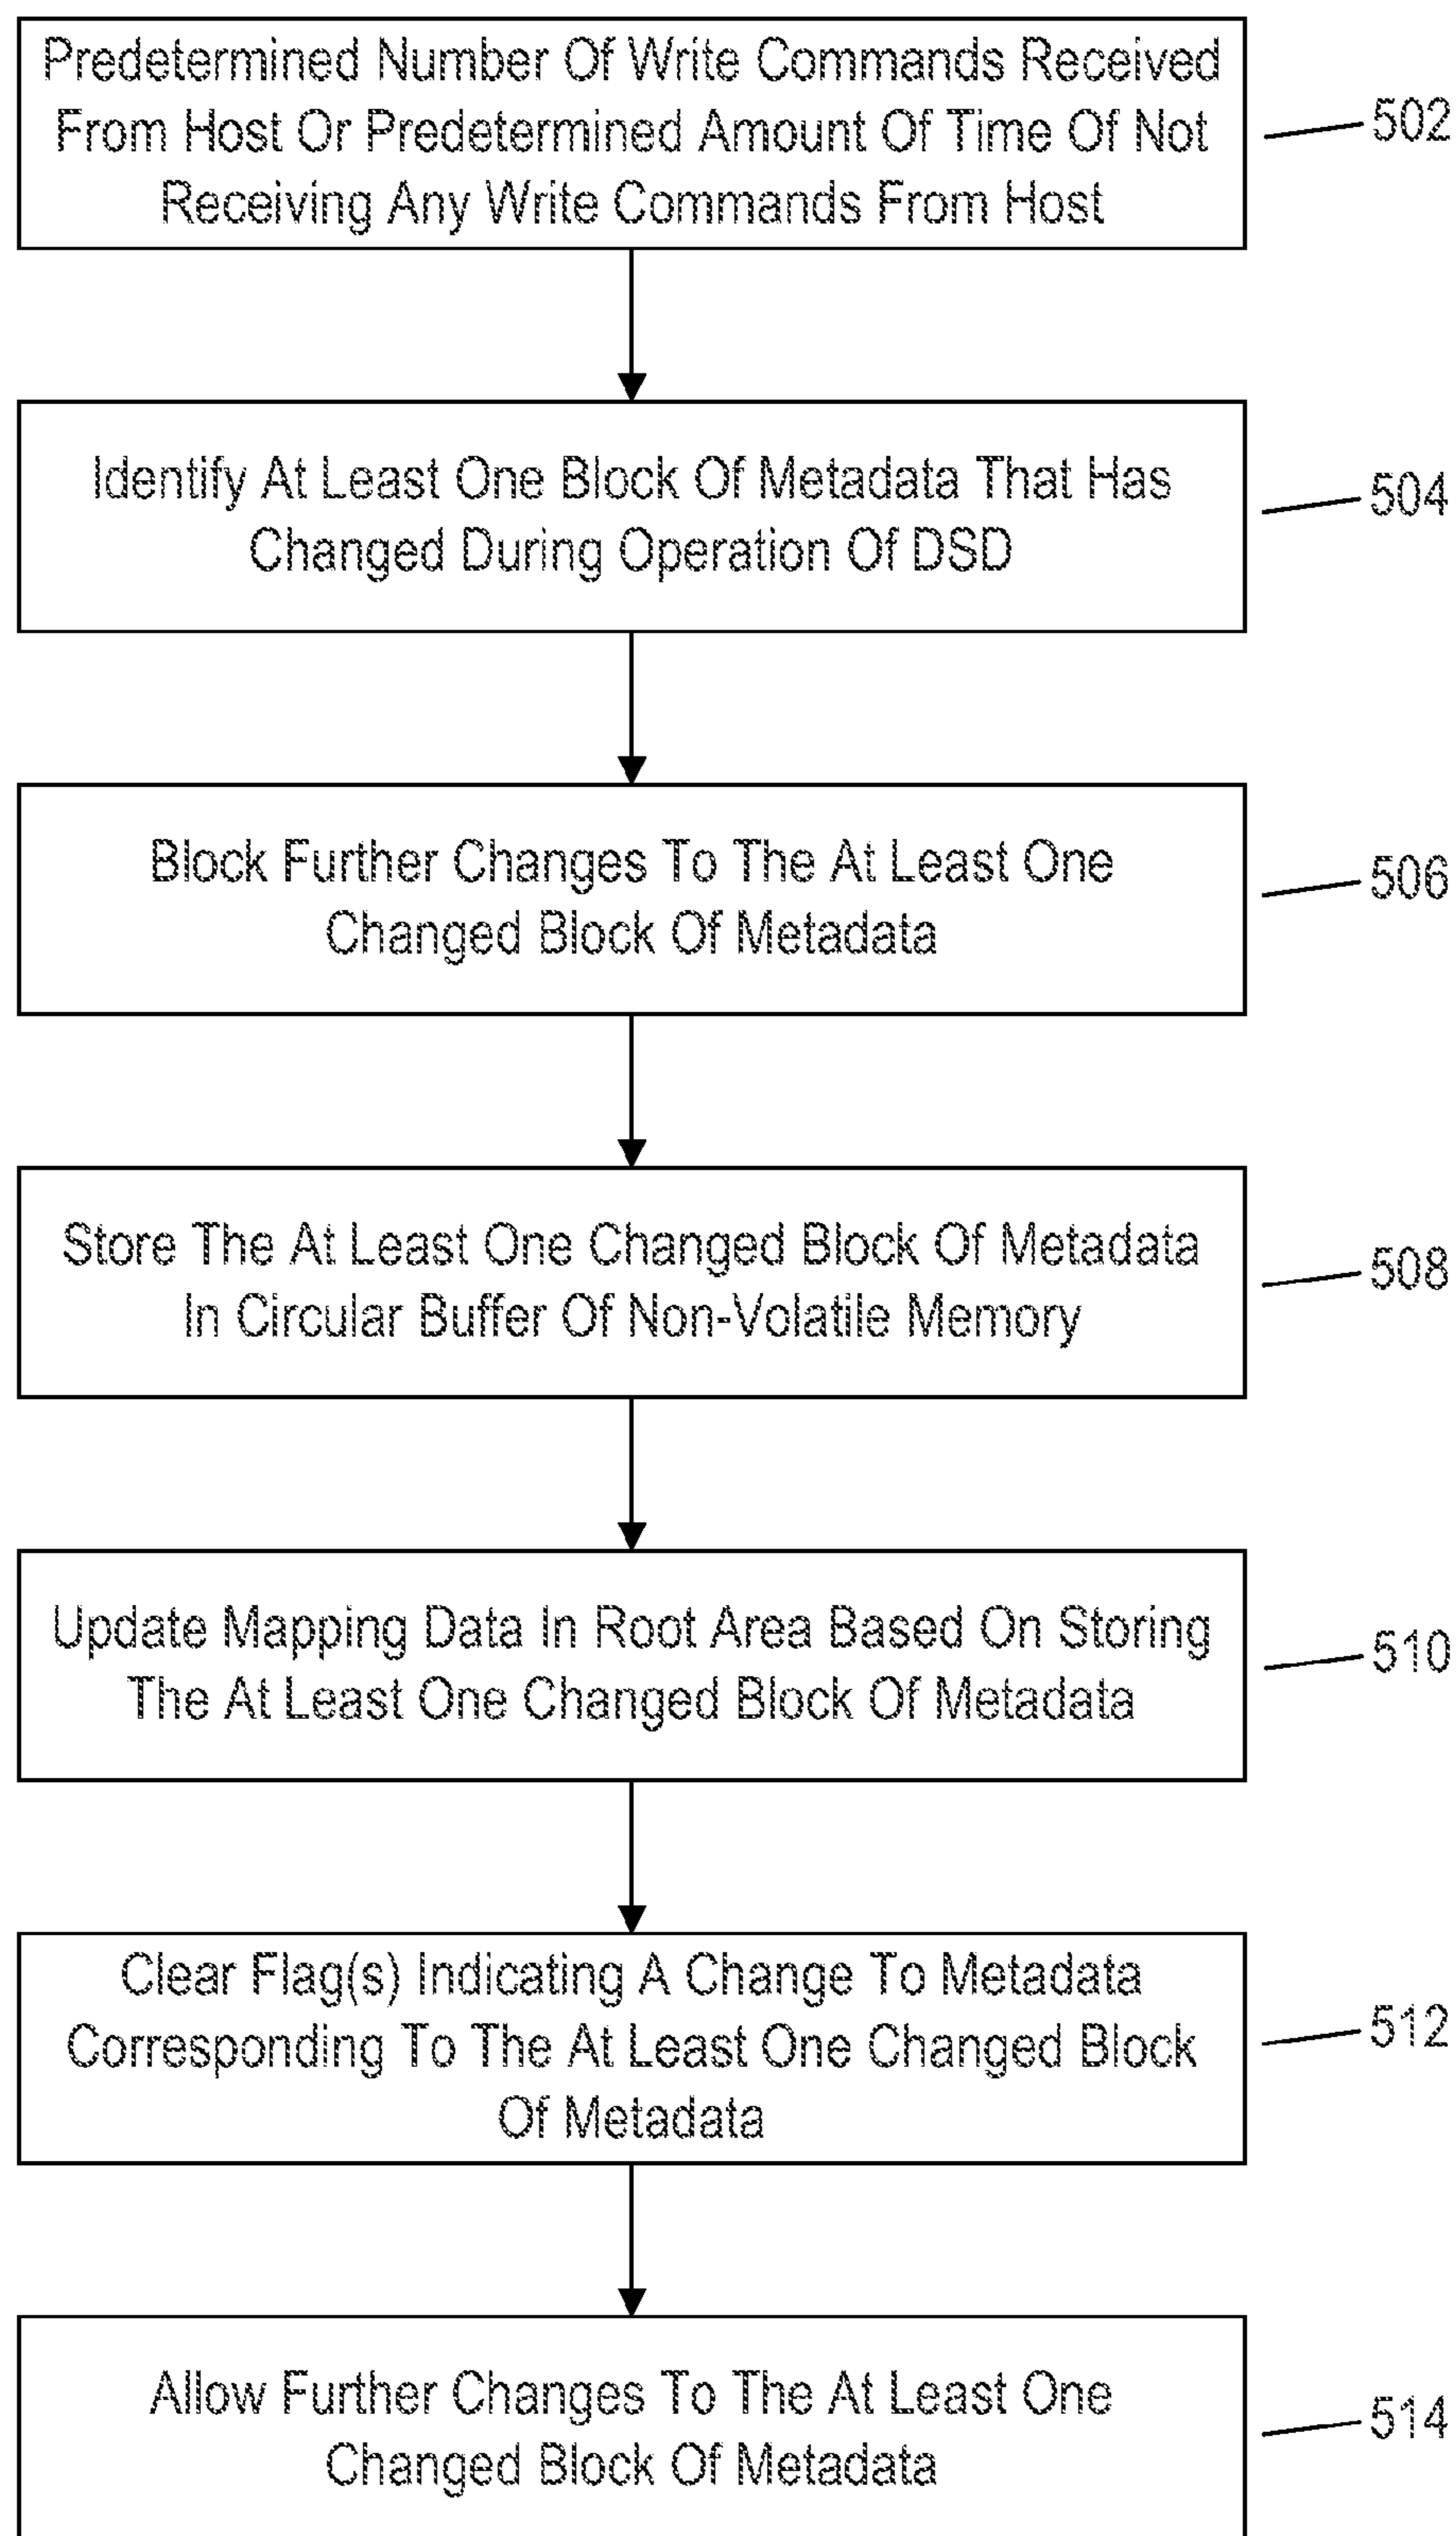 Predetermined Number Of Write Commands Received
From Host Or Predetermined Amount Of Time Of Not
Receiving Any Write Commands From Host
502
Identify At Least One Block Of Metadata That Has
Changed During Operation Of DSD
504
Block Further Changes To The At Least One
Changed Block Of Metadata
506
Store The At Least One Changed Block Of Metadata
In Circular Buffer Of Non-Volatile Memory
508
Update Mapping Data In Root Area Based On Storing
The At Least One Changed Block Of Metadata
510
Clear Flag(s) Indicating A Change To Metadata
Corresponding To The At Least One Changed Block
Of Metadata
512
Allow Further Changes To The At Least One
Changed Block Of Metadata
514